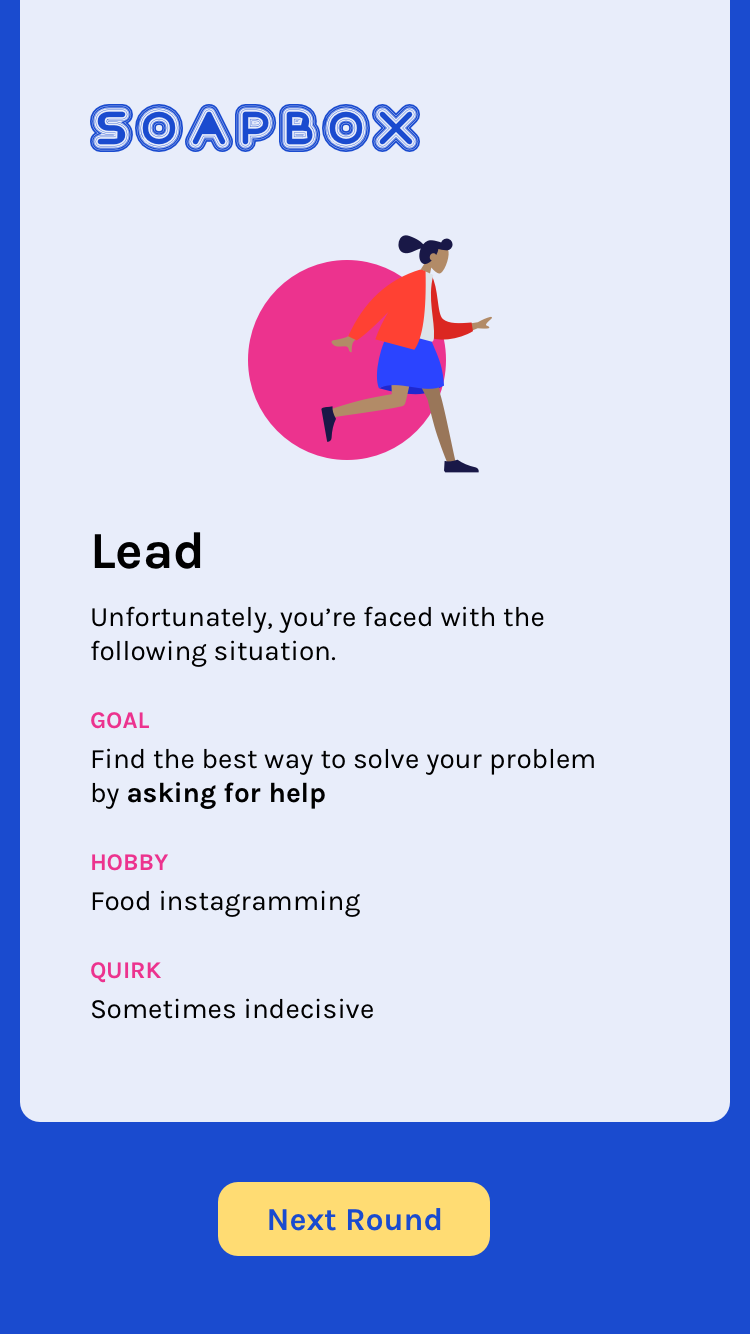 SOAPBOX
Lead
Unfortunately, you’re faced with the
following situation.
GOAL
Find the best way to solve your problem
by asking for help
HOBBY
Food instagramming
QUIRK
Sometimes indecisive
Next Round